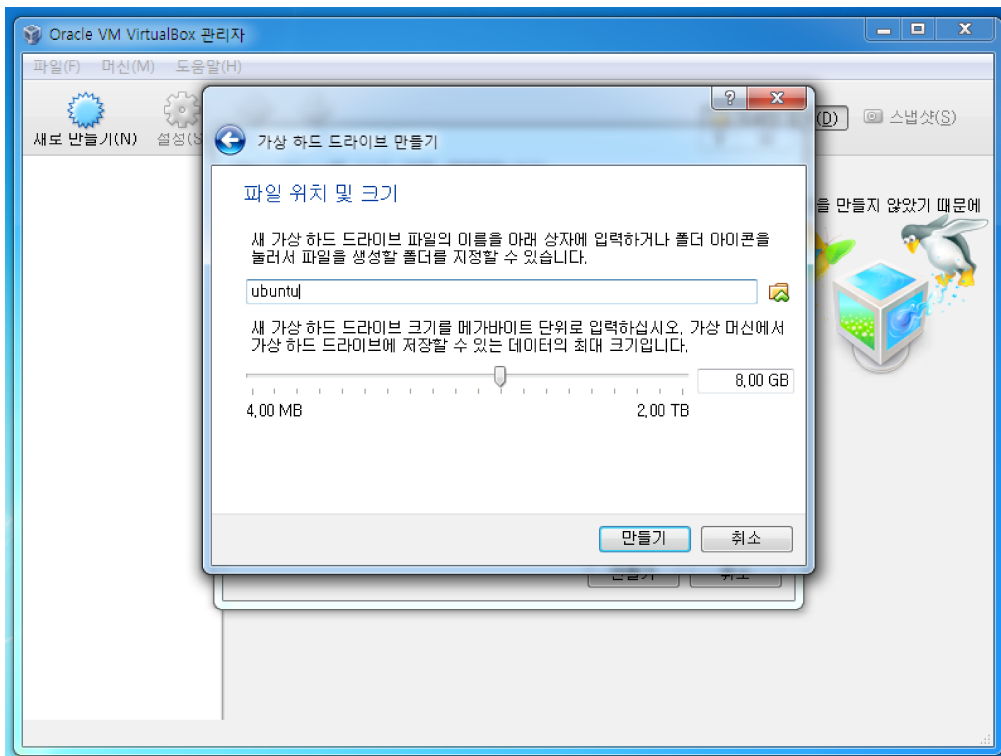 Oracle VM VirtualBox 관리자
파일(F) 머신(M) 도움말(H)
새로 만들기(N) 설정(S (D) 스냅샷(S)
가상 하드 드라이브 만들기
파일 위치 및 크기
을 만들지 않았기 때문에
새 가상 하드 드라이브 파일의 이름을 아래 상자에 입력하거나 폴더 아이콘을
눌러서 파일을 생성할 폴더를 지정할 수 있습니다.
ubuntu
새 가상 하드 드라이브 크기를 메가바이트 단위로 입력하십시오. 가상 머신에서
가상 하드 드라이브에 저장할 수 있는 데이터의 최대 크기입니다.
8,00 GB
4,00 MB 2,00 TB
만들기 취소
만들기 취소